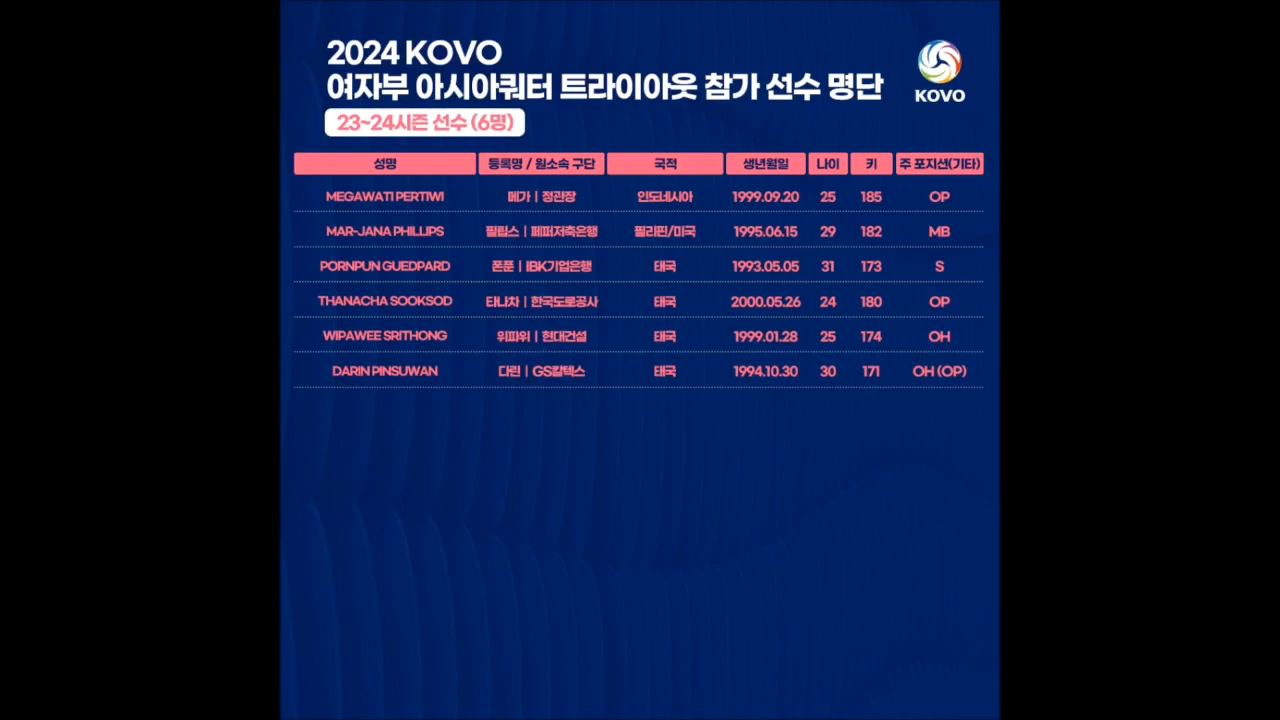 2024 KOVO
여자부 아시아쿼터 트라이아웃 참가 선수 명단
KOVO
23~24시즌 선수 (6명)
성명 등록명 / 원소속 구단 국적 생년월일 나이 키 주 포지션(기타)
MEGAWATI PERTIWI 메가 | 정관장 인도네시아 1999.09.20 25 185 OP
MAR-JANA PHILLIPS 필립스 | 페퍼저축은행 필리핀/미국 1995.06.15 29 182 MB
PORNPUN GUEDPARD 폰푼 | IBK기업은행 태국 1993.05.05 31 173 S
THANACHA SOOKSOD 타나차 | 한국도로공사 태국 2000.05.26 24 180 OP
WIPAWEE SRITHONG 위파위 | 현대건설 태국 1999.01.28 25 174 OH
DARIN PINSUWAN 다린 | GS칼텍스 태국 1994.10.30 30 171 OH (OP)